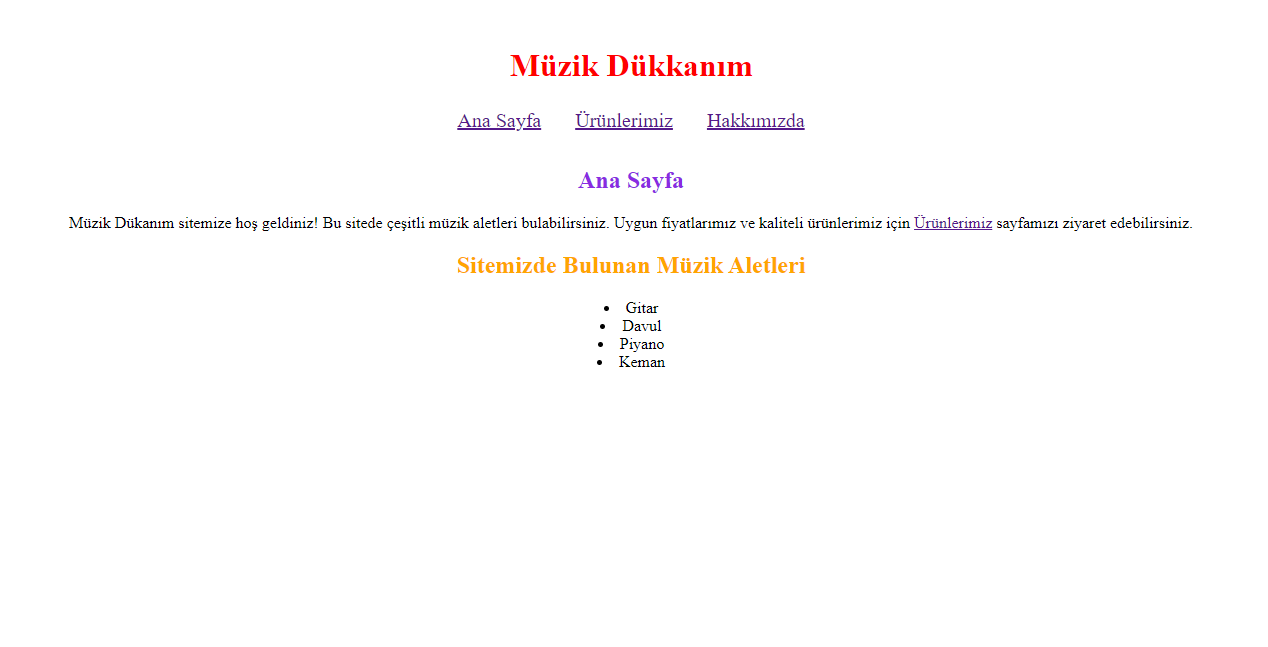 Müzik Dükkanım
Ana Sayfa Ürünlerimiz Hakkımızda
Ana Sayfa
Müzik Dükanım sitemize hoş geldiniz! Bu sitede çeşitli müzik aletleri bulabilirsiniz. Uygun fiyatlarımız ve kaliteli ürünlerimiz için Ürünlerimiz sayfamızı ziyaret edebilirsiniz.
Sitemizde Bulunan Müzik Aletleri
• Gitar
• Davul
• Piyano
• Keman